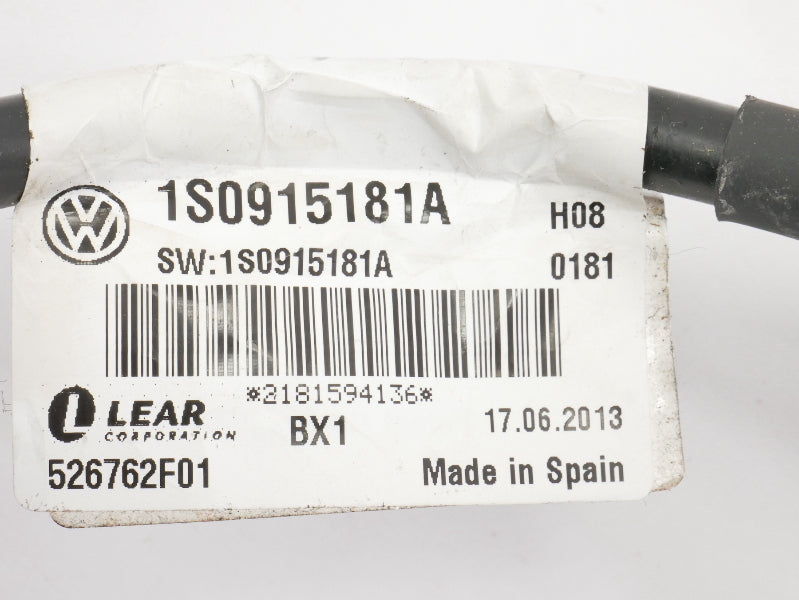 1S0915181A
H08
SW:1S0915181A
0181
*2181594136*
LEAR
CORPORATION
BX1
17.06.2013
526762F01
Made in Spain